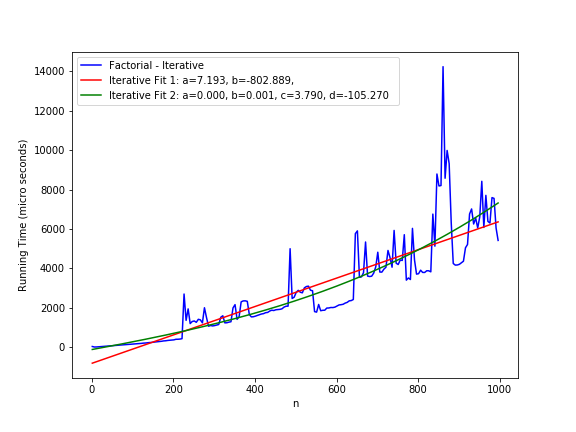 Factorial - Iterative
Iterative Fit 1: a=7.193, b=-802.889,
Iterative Fit 2: a=0.000, b=0.001, c=3.790, d=-105.270
14000
12000
10000
8000
6000
4000
2000
0
Running Time (micro seconds)
0 200 400 600 800 1000
n